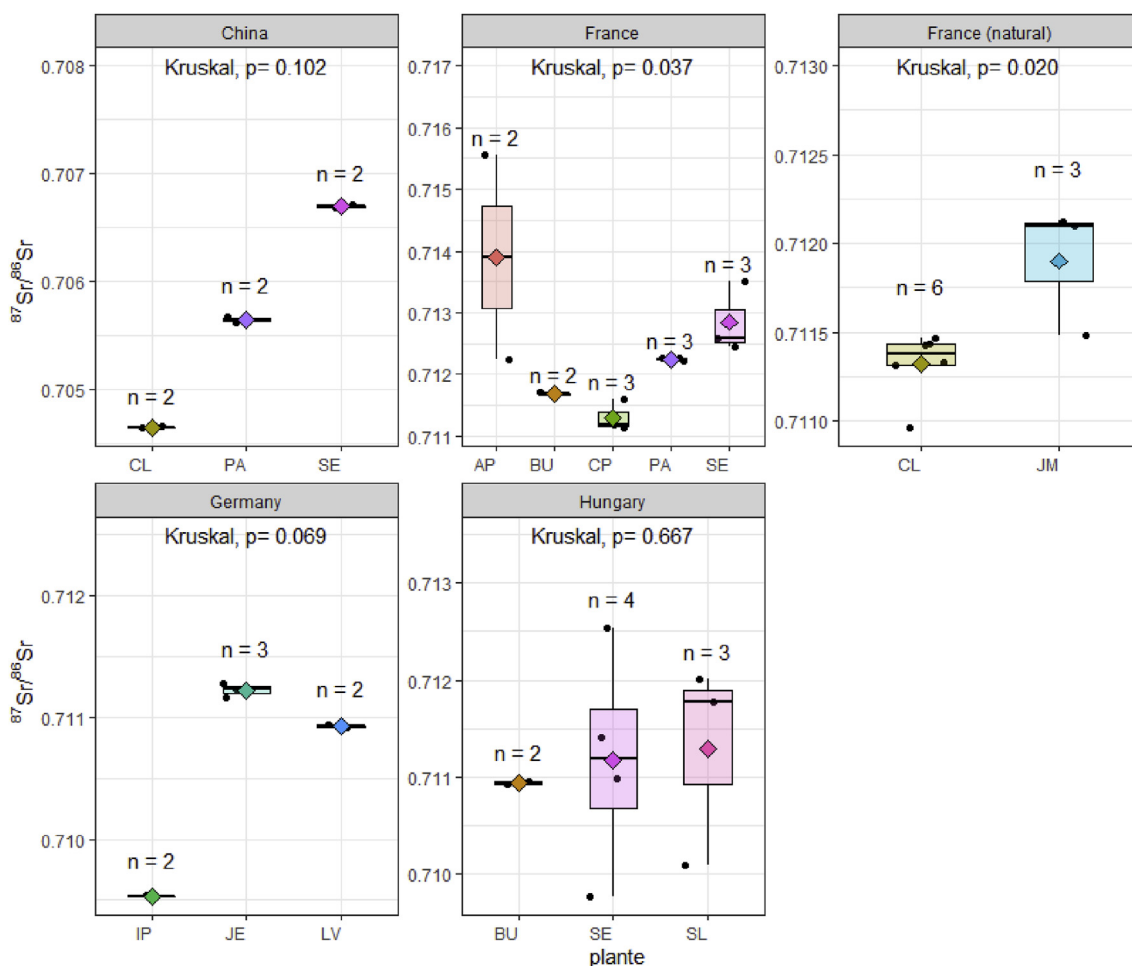 China
Kruskal, p= 0.102
0.708
0.707
0.706
0.705
⁸⁷Sr/⁸⁶Sr
n = 2
n = 2
n = 2
CL PA SE
France
Kruskal, p= 0.037
0.717
0.716
0.715
0.714
0.713
0.712
0.711
n = 2
n = 2
n = 3
n = 3
n = 3
AP BU CP PA SE
France (natural)
Kruskal, p= 0.020
0.7130
0.7125
0.7120
0.7115
0.7110
n = 6
n = 3
CL JM
Germany
Kruskal, p= 0.069
0.712
0.711
0.710
⁸⁷Sr/⁸⁶Sr
n = 2
n = 3
n = 2
IP JE LV
Hungary
Kruskal, p= 0.667
0.713
0.712
0.711
0.710
n = 2
n = 4
n = 3
BU SE SL
plante